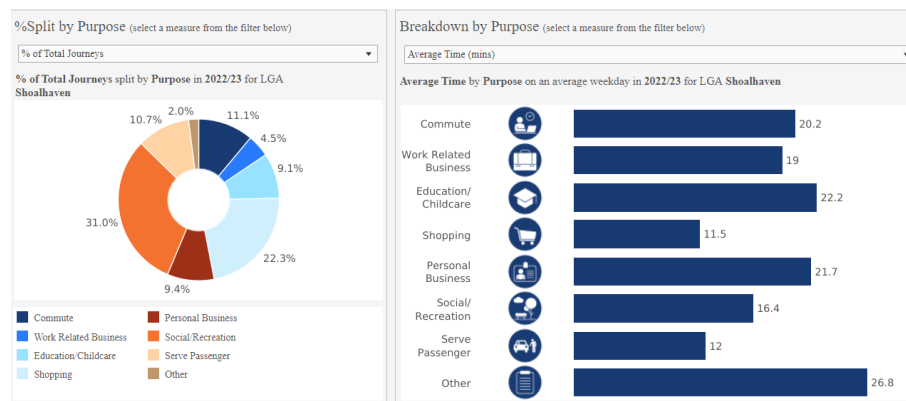 %Split by Purpose (select a measure from the filter below)
% of Total Journeys
% of Total Journeys split by Purpose in 2022/23 for LGA
Shoalhaven
11.1%
4.5%
9.1%
22.3%
9.4%
31.0%
10.7%
2.0%
Commute
Work Related Business
Education/Childcare
Shopping
Personal Business
Social/Recreation
Serve Passenger
Other
Breakdown by Purpose (select a measure from the filter below)
Average Time (mins)
Average Time by Purpose on an average weekday in 2022/23 for LGA Shoalhaven
Commute
20.2
Work Related
Business
19
Education/
Childcare
22.2
Shopping
11.5
Personal
Business
21.7
Social/
Recreation
16.4
Serve
Passenger
12
Other
26.8